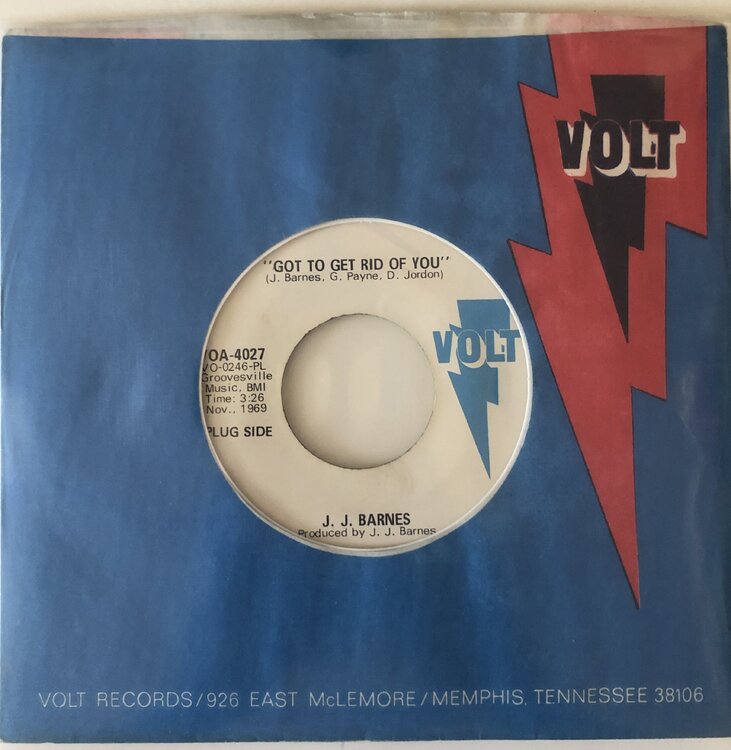 VOLT
"GOT TO GET RID OF YOU"
(J. Barnes, G. Payne, D. Jordon)
VOA-4027
VO-0246-PL
Groovesville
Music, BMI
Time: 3:26
Nov., 1969
PLUG SIDE
VOLT
J. J. BARNES
Produced by J. J. Barnes
VOLT RECORDS/926 EAST McLEMORE/MEMPHIS, TENNESSEE 38106